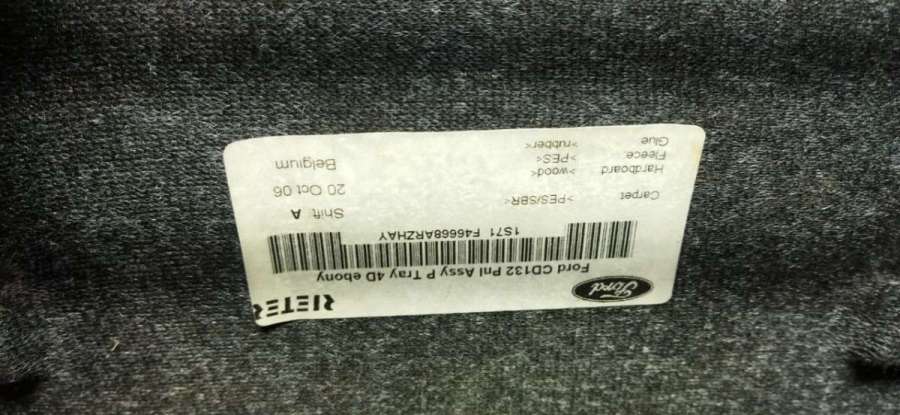 Ford
RIETER
Ford CD132 Pnl Assy P Tray 4D ebony
1S71 F46668ARZHAY
Carpet >PES/SBR<
Shift: A
Hardboard >wood<
20 Oct 06
Fleece >PES<
Belgium
Glue >rubber<